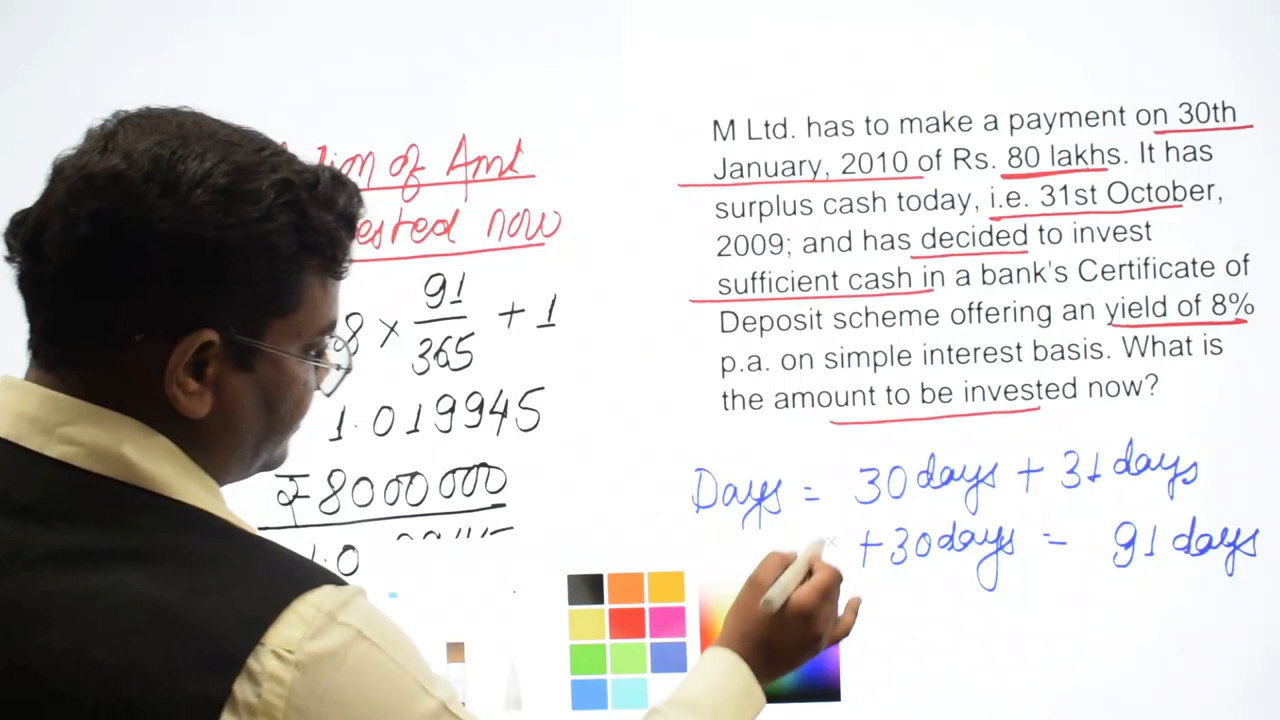 of Amt
now
8 × 91/365 + 1
1.019945
₹ 8000000
1.0
M Ltd. has to make a payment on 30th
January, 2010 of Rs. 80 lakhs. It has
surplus cash today, i.e. 31st October,
2009; and has decided to invest
sufficient cash in a bank's Certificate of
Deposit scheme offering an yield of 8%
p.a. on simple interest basis. What is
the amount to be invested now?
Days = 30 days + 31 days
+ 30 days = 91 days